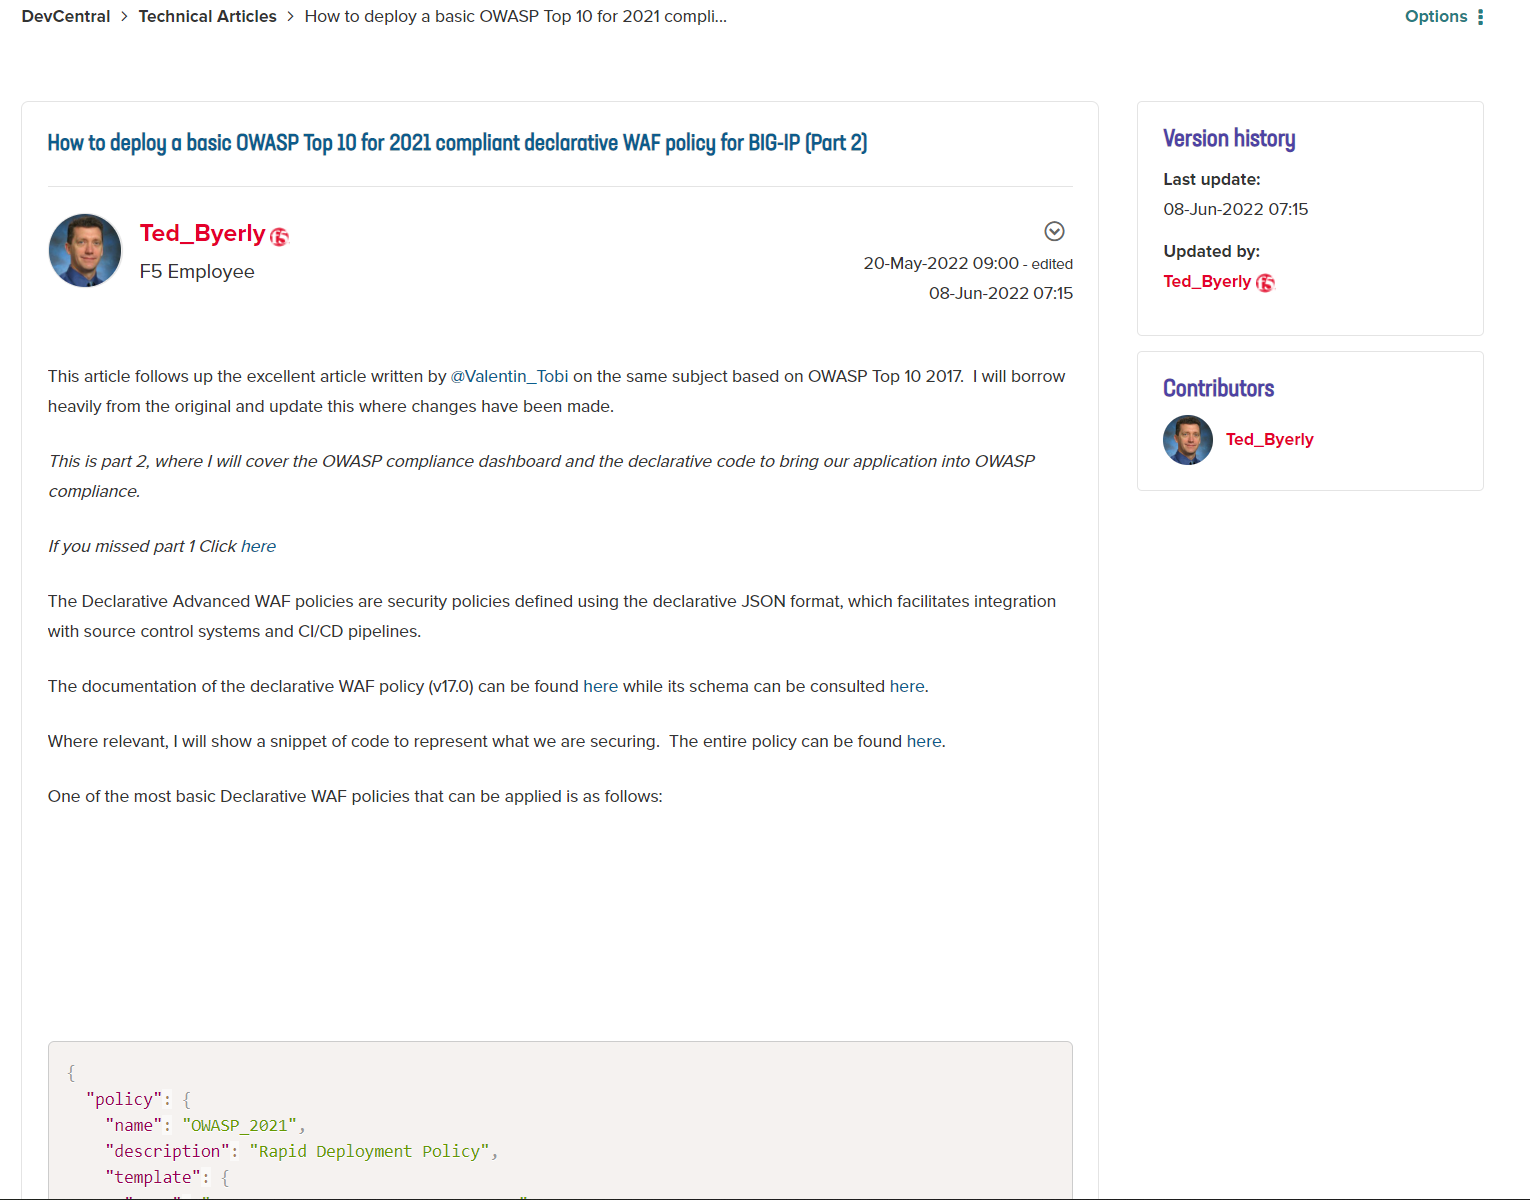 DevCentral > Technical Articles > How to deploy a basic OWASP Top 10 for 2021 compli...
Options
How to deploy a basic OWASP Top 10 for 2021 compliant declarative WAF policy for BIG-IP (Part 2)
Ted_Byerly
F5 Employee
20-May-2022 09:00 - edited
08-Jun-2022 07:15
This article follows up the excellent article written by @Valentin_Tobi on the same subject based on OWASP Top 10 2017.  I will borrow
heavily from the original and update this where changes have been made.
This is part 2, where I will cover the OWASP compliance dashboard and the declarative code to bring our application into OWASP
compliance.
If you missed part 1 Click here
The Declarative Advanced WAF policies are security policies defined using the declarative JSON format, which facilitates integration
with source control systems and CI/CD pipelines.
The documentation of the declarative WAF policy (v17.0) can be found here while its schema can be consulted here.
Where relevant, I will show a snippet of code to represent what we are securing.  The entire policy can be found here.
One of the most basic Declarative WAF policies that can be applied is as follows:
{
  "policy": {
    "name": "OWASP_2021",
    "description": "Rapid Deployment Policy",
    "template": {
Version history
Last update:
08-Jun-2022 07:15
Updated by:
Ted_Byerly
Contributors
Ted_Byerly